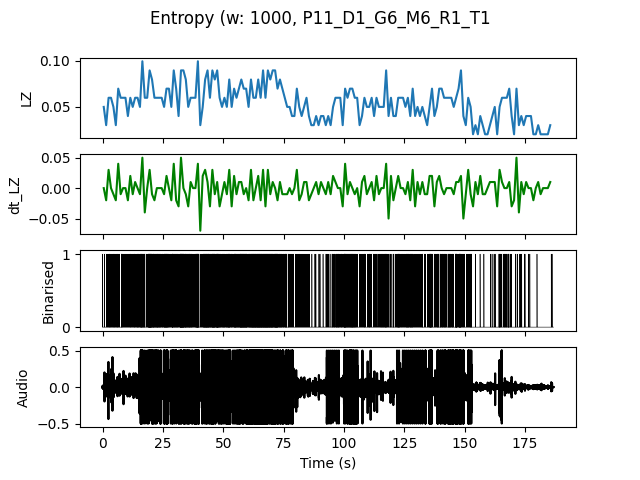 Entropy (w: 1000, P11_D1_G6_M6_R1_T1
0.10
0.05
LZ
0.05
0.00
−0.05
dt_LZ
1
0
Binarised
0.5
0.0
−0.5
Audio
0 25 50 75 100 125 150 175
Time (s)